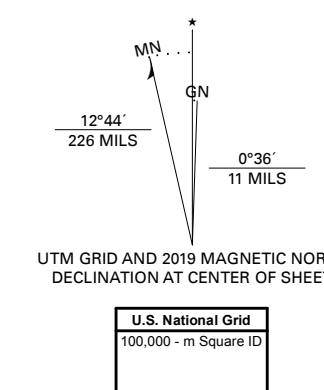 ★
MN
GN
12°44´
226 MILS
0°36´
11 MILS
UTM GRID AND 2019 MAGNETIC NOR
DECLINATION AT CENTER OF SHEE
U.S. National Grid
100,000 - m Square ID